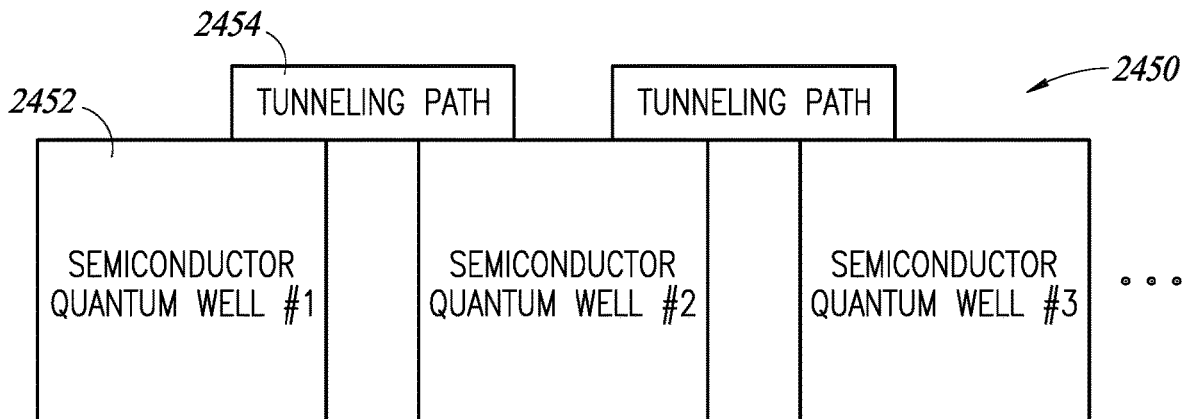 2454
2450
TUNNELING PATH
TUNNELING PATH
2452
SEMICONDUCTOR
QUANTUM WELL #1
SEMICONDUCTOR
QUANTUM WELL #2
SEMICONDUCTOR
QUANTUM WELL #3